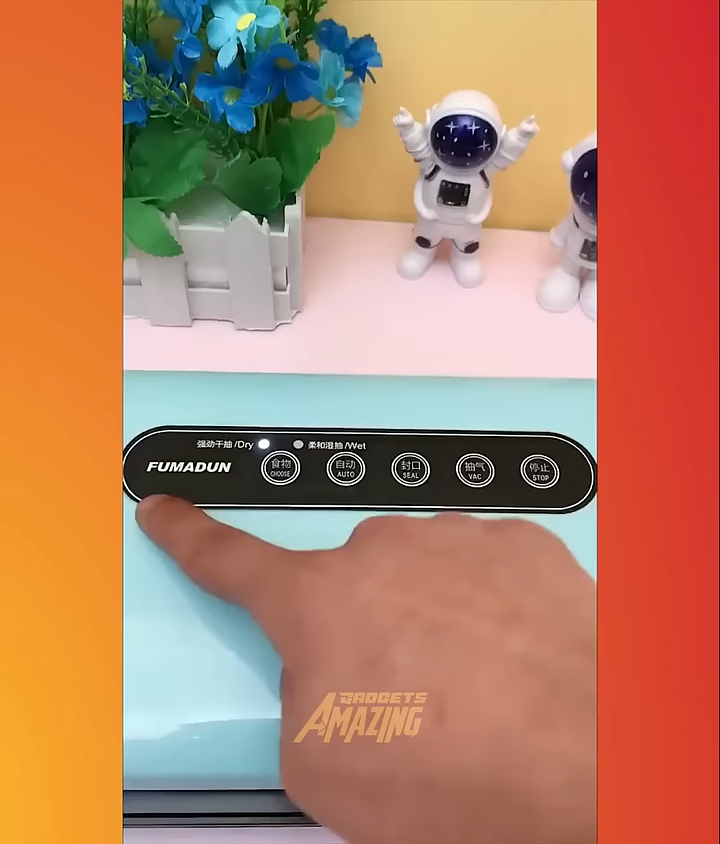 强劲干抽/Dry 柔和湿抽/Wet
FUMADUN
食物 自动 封口 抽气 停止
CHOOSE AUTO SEAL VAC STOP
GADGETS
AMAZING